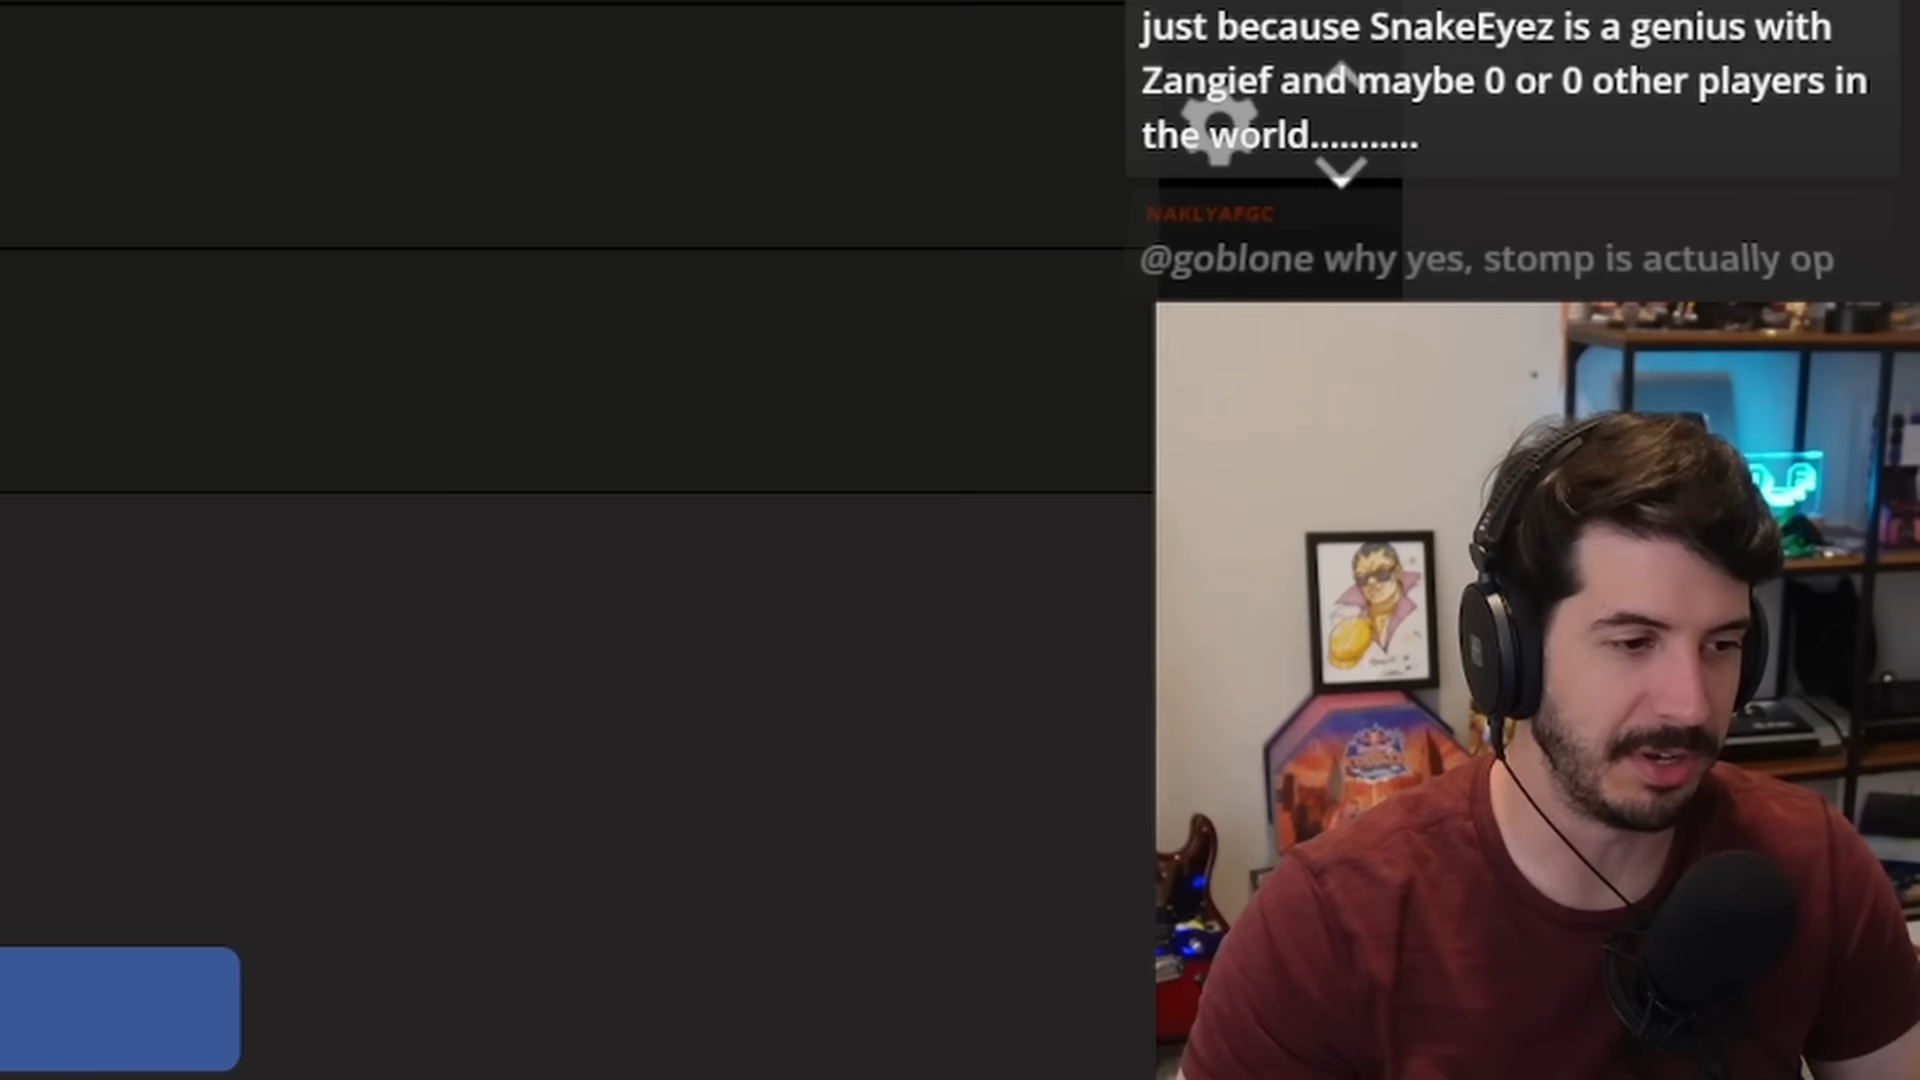 just because SnakeEyez is a genius with
Zangief and maybe 0 or 0 other players in
the world...........
NAKLYAFGC
@goblone why yes, stomp is actually op